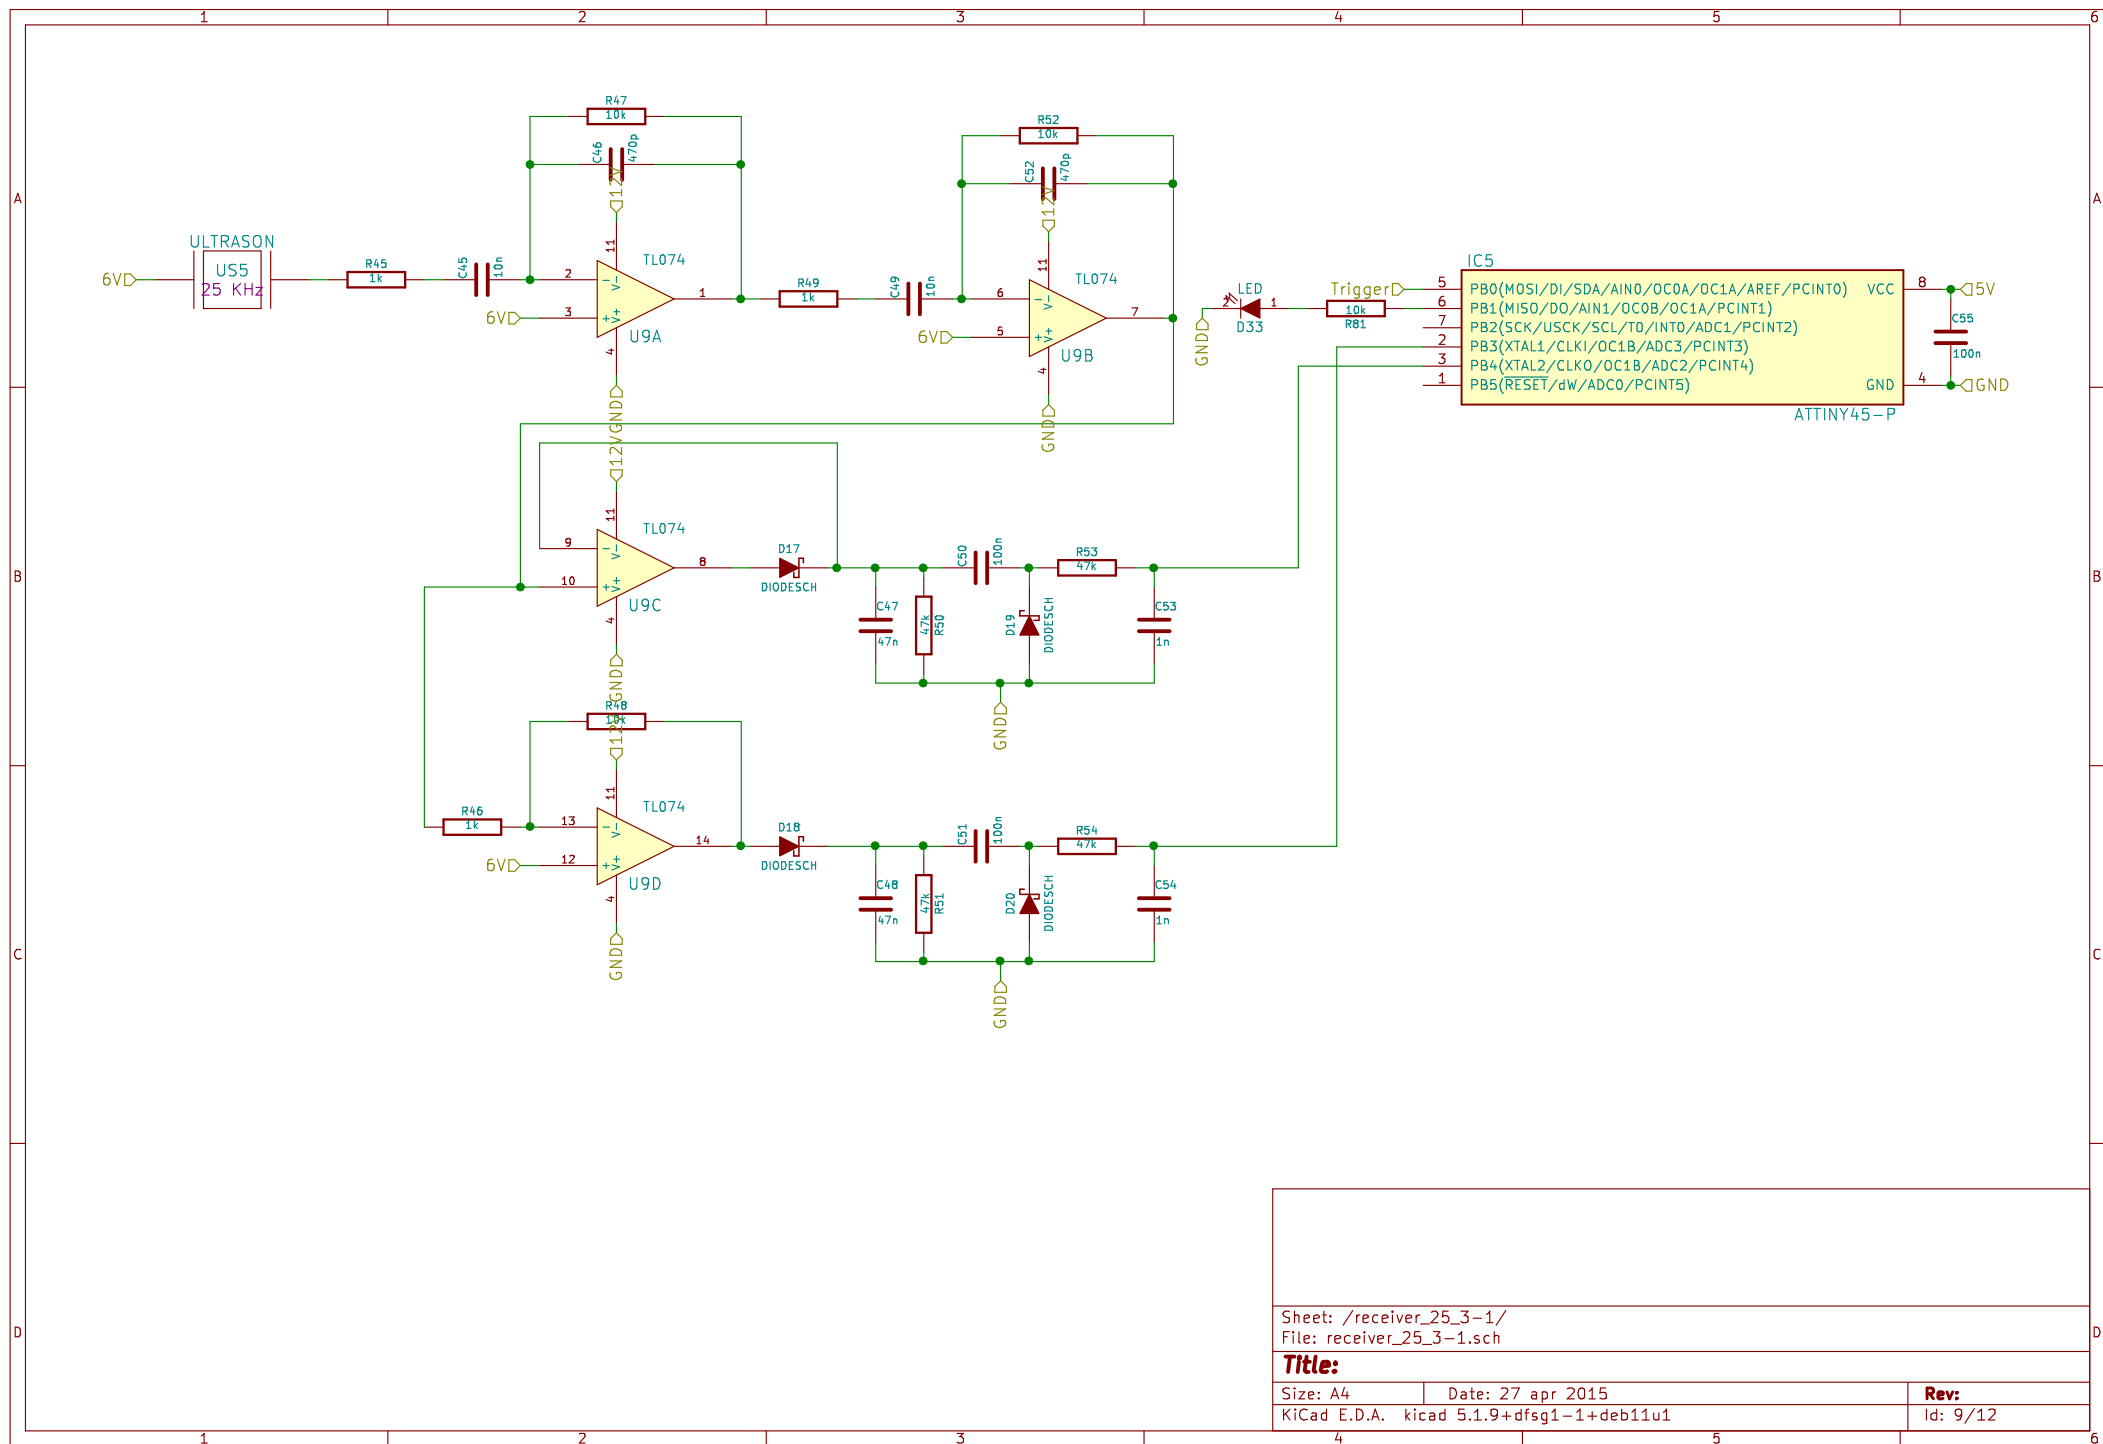 1 2 3 4 5 6
A
B
C
D
R47
10k
C46
470p
12V
11
ULTRASON
US5
25 KHz
6V
R45
1k
C45
10n
2
3
6V
TL074
1
U9A
4
GND
V-
V+
R49
1k
C49
10n
R52
10k
C52
470p
12V
11
6
5
6V
TL074
7
U9B
4
GND
V-
V+
LED
2
1
D33
GND
Trigger
10k
R81
IC5
5 PB0(MOSI/DI/SDA/AIN0/OC0A/OC1A/AREF/PCINT0) VCC 8
6 PB1(MISO/DO/AIN1/OC0B/OC1A/PCINT1)
7 PB2(SCK/USCK/SCL/T0/INT0/ADC1/PCINT2)
2 PB3(XTAL1/CLKI/OC1B/ADC3/PCINT3)
3 PB4(XTAL2/CLKO/OC1B/ADC2/PCINT4)
1 PB5(RESET/dW/ADC0/PCINT5) GND 4
ATTINY45-P
5V
C55
100n
GND
12V
11
9
10
TL074
8
U9C
4
GND
V-
V+
D17
DIODESCH
C47
47n
47k
R50
C50
100n
D19
DIODESCH
R53
47k
C53
1n
GND
R48
10k
12V
11
R46
1k
13
12
6V
TL074
14
U9D
4
GND
V-
V+
D18
DIODESCH
C48
47n
47k
R51
C51
100n
D20
DIODESCH
R54
47k
C54
1n
GND
Sheet: /receiver_25_3-1/
File: receiver_25_3-1.sch
Title:
Size: A4 Date: 27 apr 2015 Rev:
KiCad E.D.A. kicad 5.1.9+dfsg1-1+deb11u1 Id: 9/12
A
B
C
D
1 2 3 4 5 6